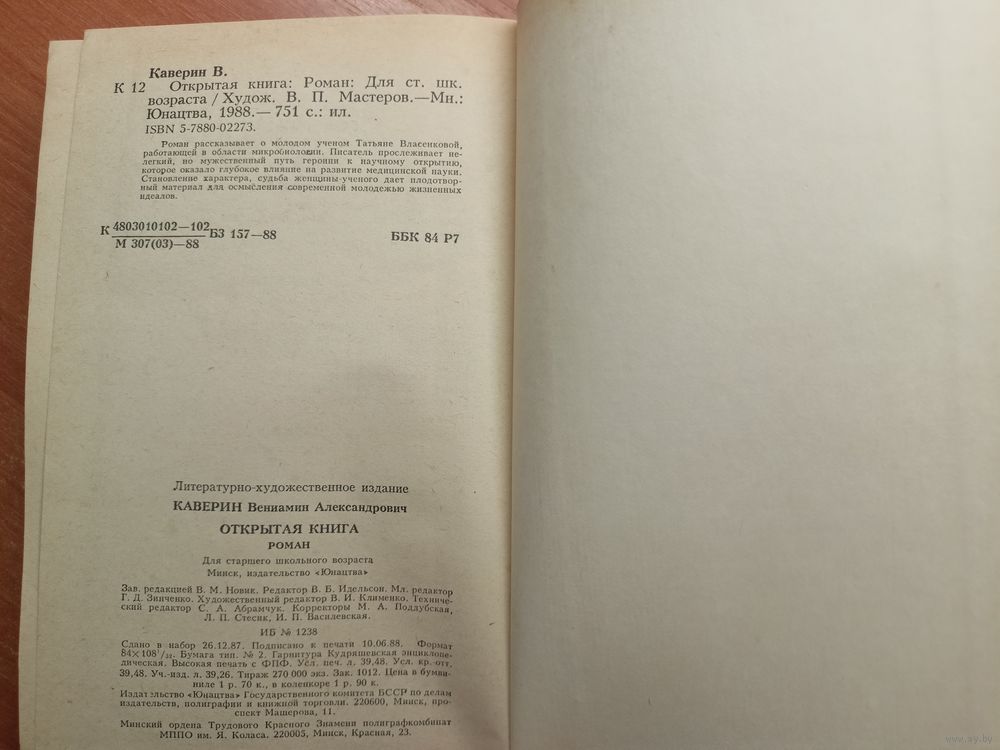 Каверин В.
К 12 Открытая книга: Роман: Для ст. шк.
возраста / Худож. В. П. Мастеров.—Мн.:
Юнацтва, 1988.— 751 с.: ил.
ISBN 5-7880-02273.
Роман рассказывает о молодом ученом Татьяне Власенковой,
работающей в области микробиологии. Писатель прослеживает не-
легкий, но мужественный путь героини к научному открытию,
которое оказало глубокое влияние на развитие медицинской науки.
Становление характера, судьба женщины-ученого дает плодотвор-
ный материал для осмысления современной молодежью жизненных
идеалов.
К 4803010102—102 БЗ 157—88 ББК 84 Р7
М 307(03)—88
Литературно-художественное издание
КАВЕРИН Вениамин Александрович
ОТКРЫТАЯ КНИГА
РОМАН
Для старшего школьного возраста
Минск, издательство «Юнацтва»
Зав. редакцией В. М. Новик. Редактор В. Б. Идельсон. Мл. редактор
Г. Д. Зинченко. Художественный редактор В. И. Клименко. Техниче-
ский редактор С. А. Абрамчук. Корректоры М. А. Подлубская,
Л. П. Стесик, И. П. Василевская.
ИБ № 1238
Сдано в набор 26.12.87. Подписано к печати 10.06.88. Формат
84×108¹/₃₂. Бумага тип. № 2. Гарнитура Кудряшевская энциклопе-
дическая. Высокая печать с ФПФ. Усл. печ. л. 39,48. Усл. кр.-отт.
39,48. Уч.-изд. л. 39,26. Тираж 270 000 экз. Зак. 1012. Цена в бумви-
ниле 1 р. 70 к., в коленкоре 1 р. 90 к.
Издательство «Юнацтва» Государственного комитета БССР по делам
издательств, полиграфии и книжной торговли. 220600, Минск, про-
спект Машерова, 11.
Минский ордена Трудового Красного Знамени полиграфкомбинат
МППО им. Я. Коласа. 220005, Минск, Красная, 23.
www.ay.by